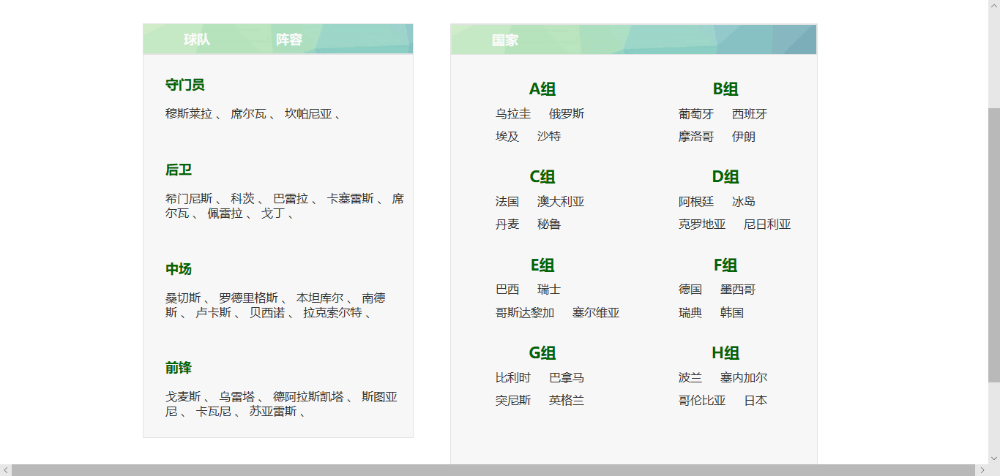 球队 阵容
守门员
穆斯莱拉 、 席尔瓦 、 坎帕尼亚 、
后卫
希门尼斯 、 科茨 、 巴雷拉 、 卡塞雷斯 、 席
尔瓦 、 佩雷拉 、 戈丁 、
中场
桑切斯 、 罗德里格斯 、 本坦库尔 、 南德
斯 、 卢卡斯 、 贝西诺 、 拉克索尔特 、
前锋
戈麦斯 、 乌雷塔 、 德阿拉斯凯塔 、 斯图亚
尼 、 卡瓦尼 、 苏亚雷斯 、
国家
A组 B组
乌拉圭 俄罗斯 葡萄牙 西班牙
埃及 沙特 摩洛哥 伊朗
C组 D组
法国 澳大利亚 阿根廷 冰岛
丹麦 秘鲁 克罗地亚 尼日利亚
E组 F组
巴西 瑞士 德国 墨西哥
哥斯达黎加 塞尔维亚 瑞典 韩国
G组 H组
比利时 巴拿马 波兰 塞内加尔
突尼斯 英格兰 哥伦比亚 日本